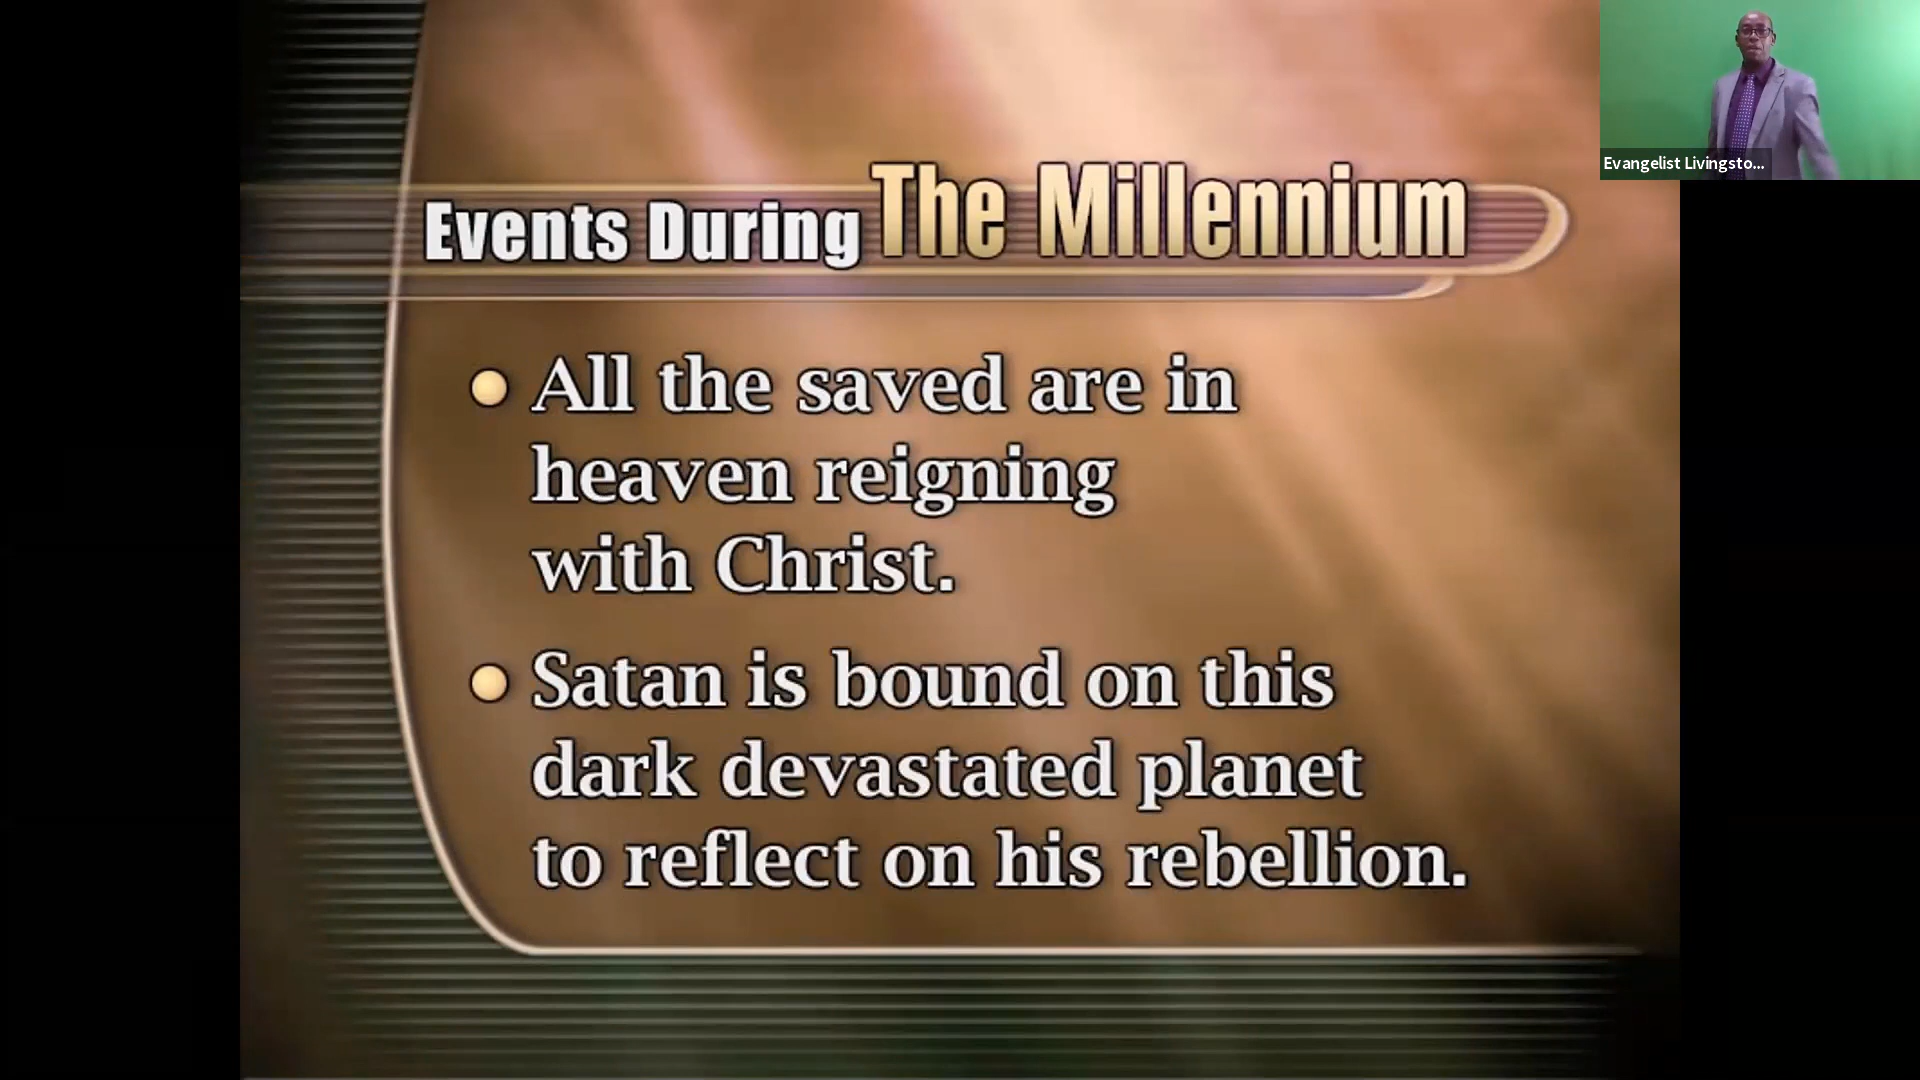 Evangelist Livingsto...
Events During The Millennium
All the saved are in
heaven reigning
with Christ.
Satan is bound on this
dark devastated planet
to reflect on his rebellion.